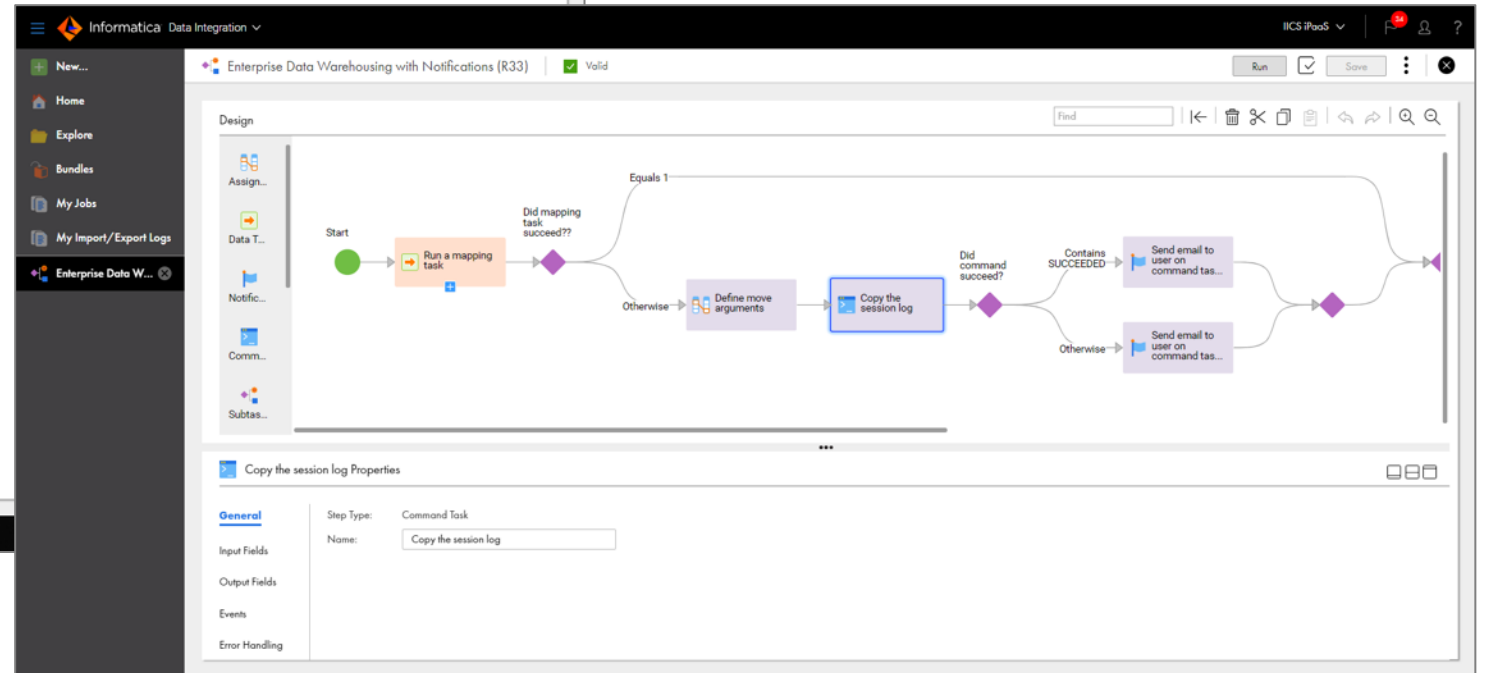 Informatica Data Integration
IICS iPaaS
34
?
New...
Home
Explore
Bundles
My Jobs
My Import/Export Logs
Enterprise Data W...
Enterprise Data Warehousing with Notifications (R33)
Valid
Run
Save
Design
Find
Assign...
Data T...
Notific...
Comm...
Subtas...
Start
Run a mapping
task
Did mapping
task
succeed??
Equals 1
Otherwise
Define move
arguments
Copy the
session log
Did
command
succeed?
Contains
SUCCEEDED
Send email to
user on
command tas...
Otherwise
Send email to
user on
command tas...
Copy the session log Properties
General
Input Fields
Output Fields
Events
Error Handling
Step Type: Command Task
Name: Copy the session log